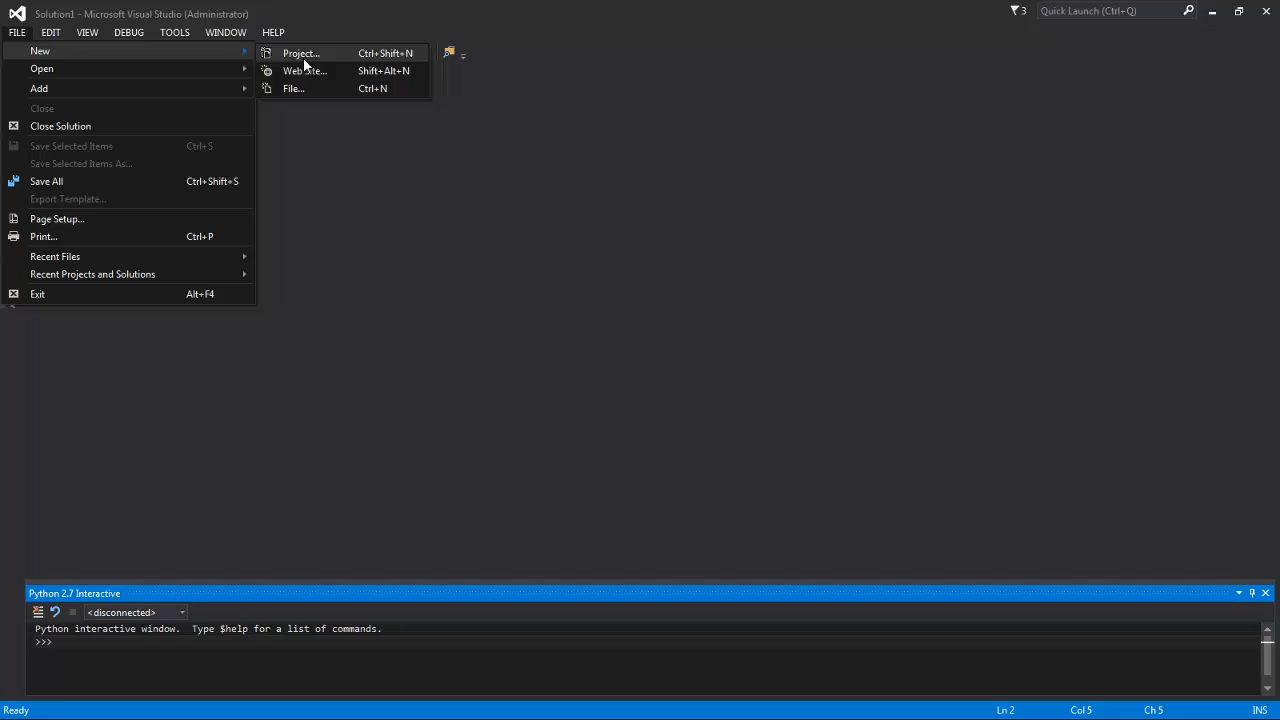 Solution1 - Microsoft Visual Studio (Administrator)
3
Quick Launch (Ctrl+Q)
FILE EDIT VIEW DEBUG TOOLS WINDOW HELP
New
Project... Ctrl+Shift+N
Open
Shift+Alt+N
Add
File... Ctrl+N
Close
Close Solution
Save Selected Items Ctrl+S
Save Selected Items As...
Save All Ctrl+Shift+S
Export Template...
Page Setup...
Print... Ctrl+P
Recent Files
Recent Projects and Solutions
Exit Alt+F4
Python 2.7 Interactive
<disconnected>
Python interactive window. Type $help for a list of commands.
>>>
Ready Ln 2 Col 5 Ch 5 INS